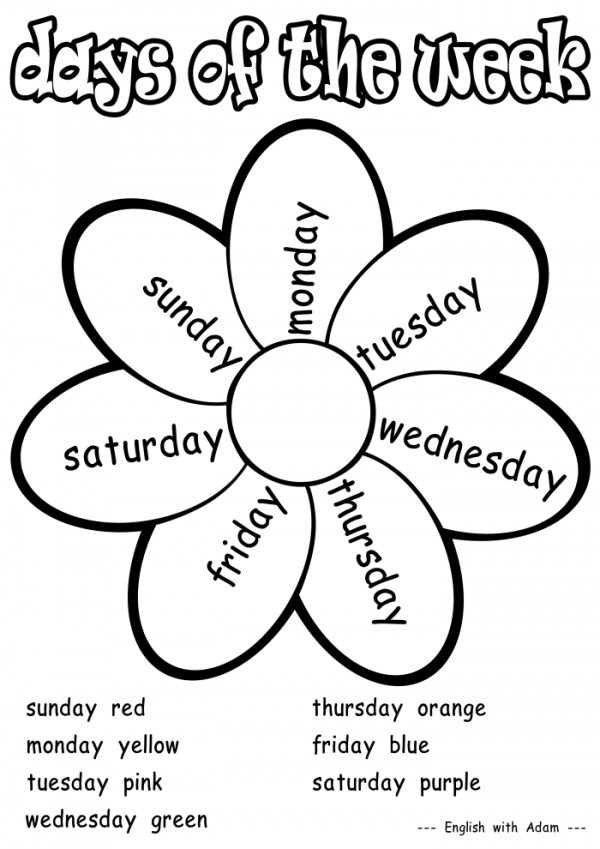 days of the week
monday
tuesday
wednesday
thursday
friday
saturday
sunday
sunday red
monday yellow
tuesday pink
wednesday green
thursday orange
friday blue
saturday purple
--- English with Adam ---